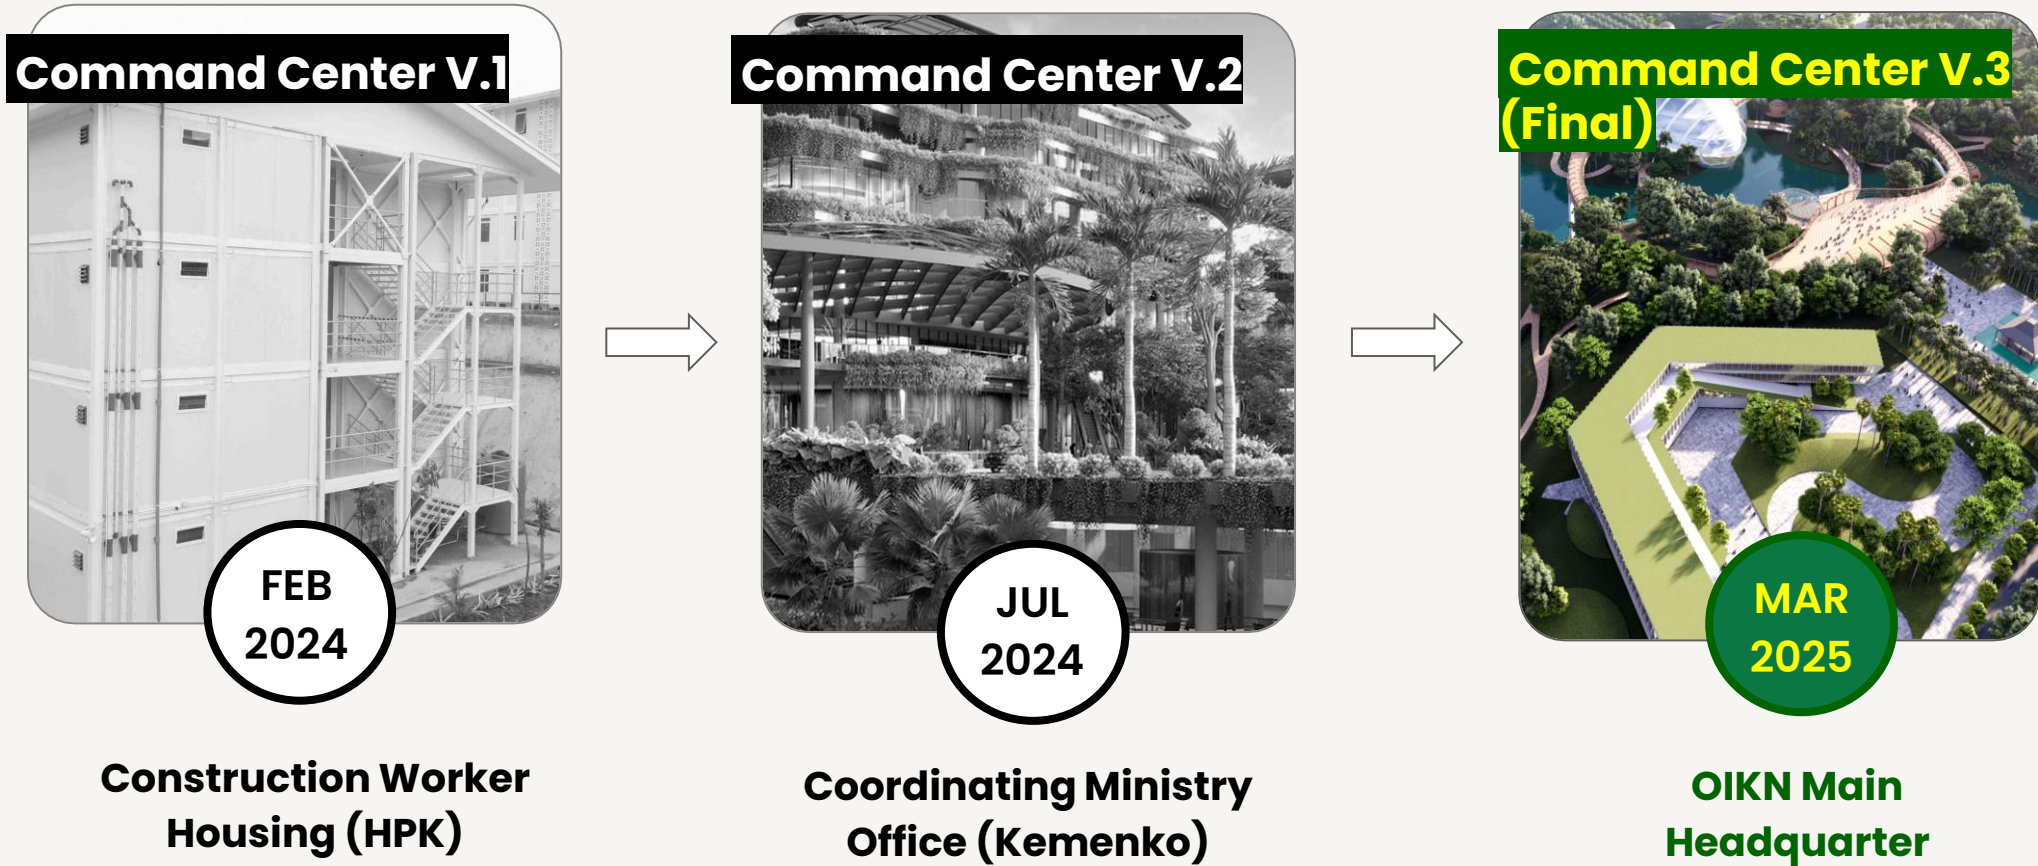 Command Center V.1
FEB
2024
Construction Worker
Housing (HPK)
Command Center V.2
JUL
2024
Coordinating Ministry
Office (Kemenko)
Command Center V.3
(Final)
MAR
2025
OIKN Main
Headquarter